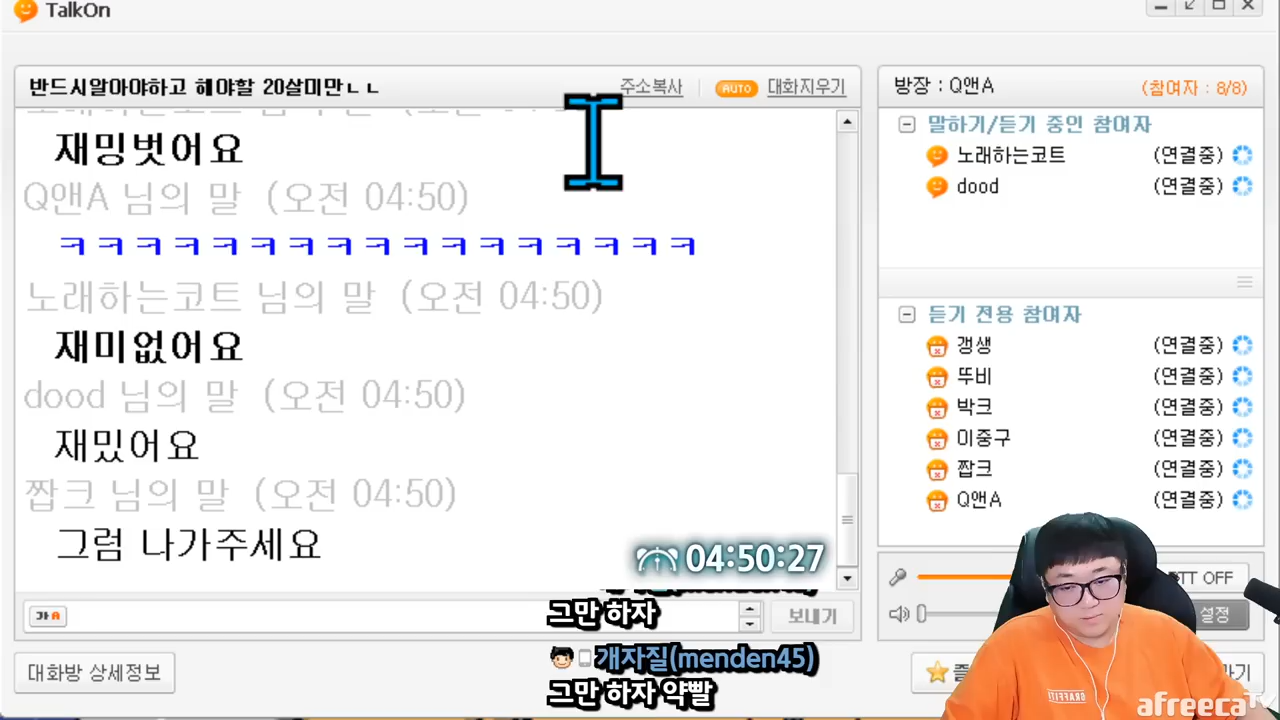 TalkOn
반드시알아야하고 헤야할 20살미만ㄴㄴ
주소복사
AUTO
대화지우기
재밍벗어요
Q앤A 님의 말 (오전 04:50)
ㅋㅋㅋㅋㅋㅋㅋㅋㅋㅋㅋㅋㅋㅋㅋㅋㅋ
노래하는코트 님의 말 (오전 04:50)
재미없어요
dood 님의 말 (오전 04:50)
재밌어요
짭크 님의 말 (오전 04:50)
그럼 나가주세요
04:50:27
가A
보내기
대화방 상세정보
그만 하자
개자질(menden45)
그만 하자 약빨
방장 : Q앤A
(참여자 : 8/8)
말하기/듣기 중인 참여자
노래하는코트 (연결중)
dood (연결중)
듣기 전용 참여자
갱생 (연결중)
뚜비 (연결중)
박크 (연결중)
이중구 (연결중)
짭크 (연결중)
Q앤A (연결중)
OFF
설정
GRAFFIT
afreecaTV